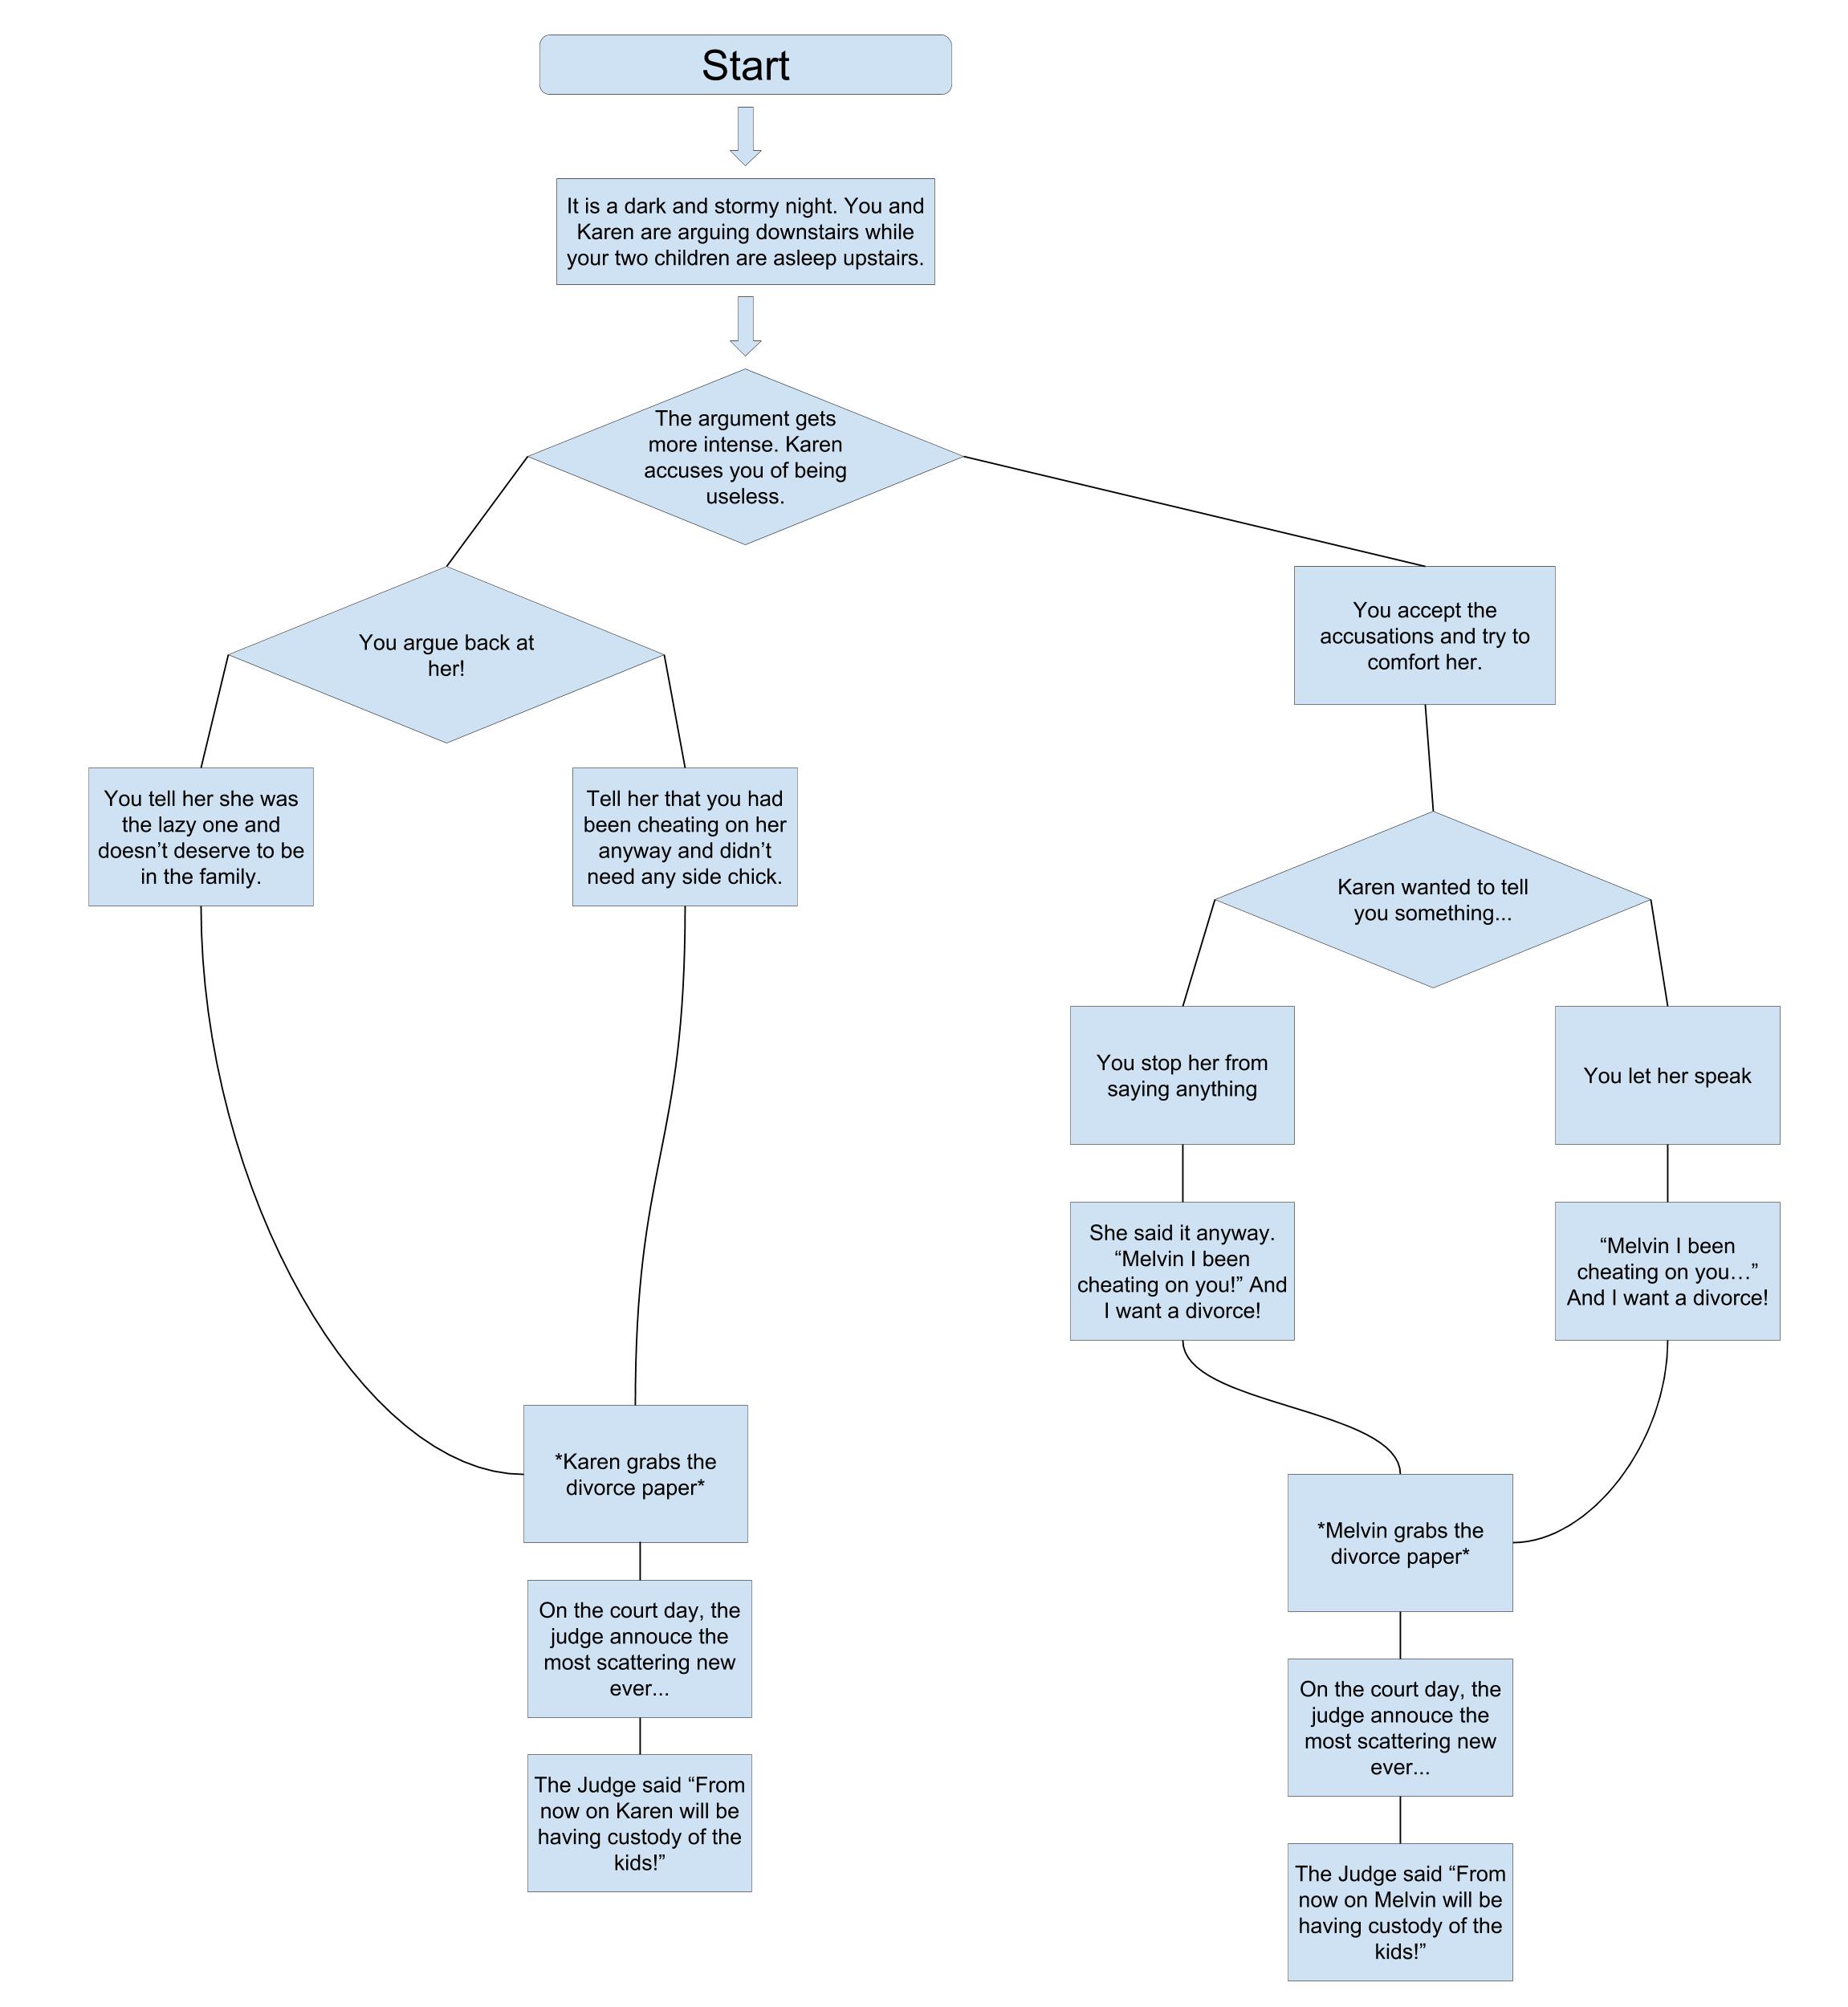 Start
It is a dark and stormy night. You and
Karen are arguing downstairs while
your two children are asleep upstairs.
The argument gets
more intense. Karen
accuses you of being
useless.
You argue back at
her!
You accept the
accusations and try to
comfort her.
You tell her she was
the lazy one and
doesn’t deserve to be
in the family.
Tell her that you had
been cheating on her
anyway and didn’t
need any side chick.
Karen wanted to tell
you something...
You stop her from
saying anything
You let her speak
She said it anyway.
“Melvin I been
cheating on you!” And
I want a divorce!
“Melvin I been
cheating on you…”
And I want a divorce!
*Karen grabs the
divorce paper*
*Melvin grabs the
divorce paper*
On the court day, the
judge annouce the
most scattering new
ever...
On the court day, the
judge annouce the
most scattering new
ever...
The Judge said “From
now on Karen will be
having custody of the
kids!”
The Judge said “From
now on Melvin will be
having custody of the
kids!”